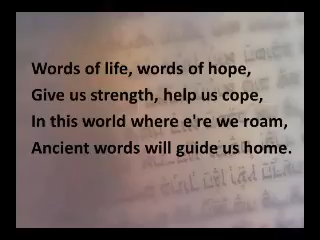 Words of life, words of hope,
Give us strength, help us cope,
In this world where e're we roam,
Ancient words will guide us home.